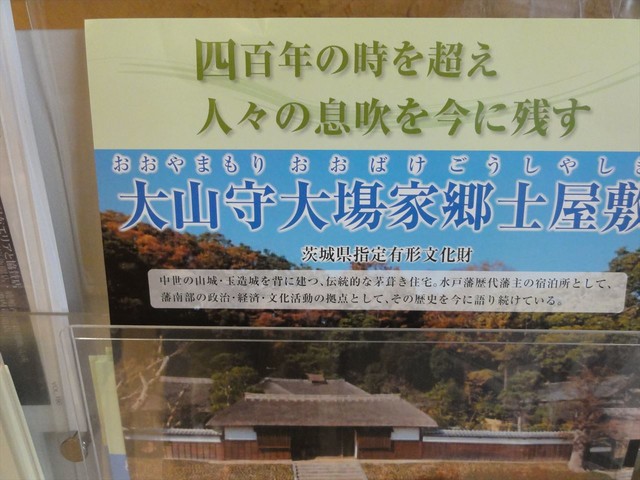 四百年の時を超え
人々の息吹を今に残す
おおやまもり おおばけごうしやしき
大山守大場家郷士屋敷
茨城県指定有形文化財
中世の山城・玉造城を背に建つ、伝統的な茅葺き住宅。水戸藩歴代藩主の宿泊所として、
藩南部の政治・経済・文化活動の拠点として、その歴史を今に語り続けている。